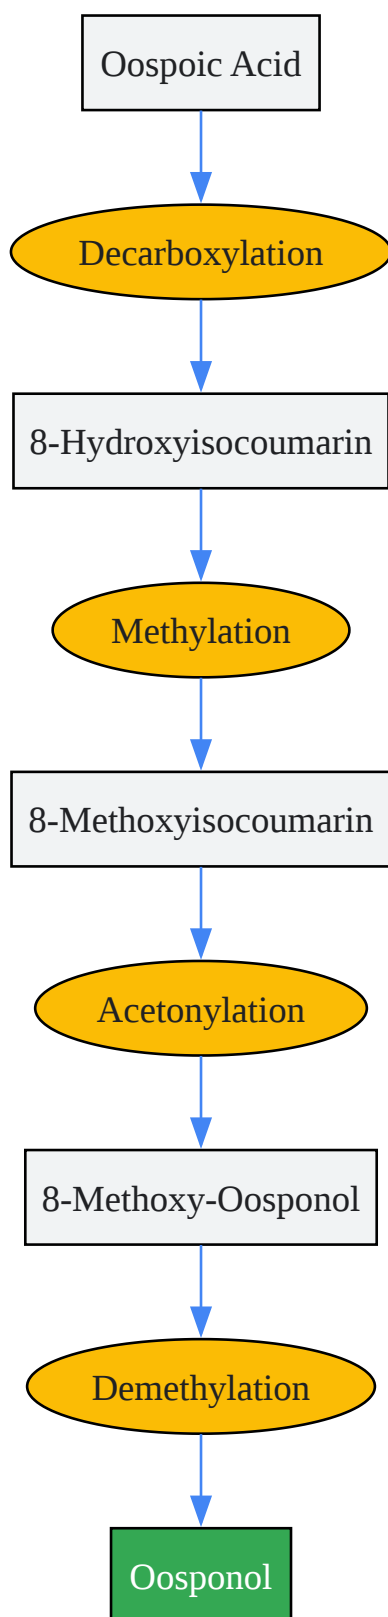 Oospoic Acid
Decarboxylation
8-Hydroxyisocoumarin
Methylation
8-Methoxyisocoumarin
Acetonylation
8-Methoxy-Oosponol
Demethylation
Oosponol